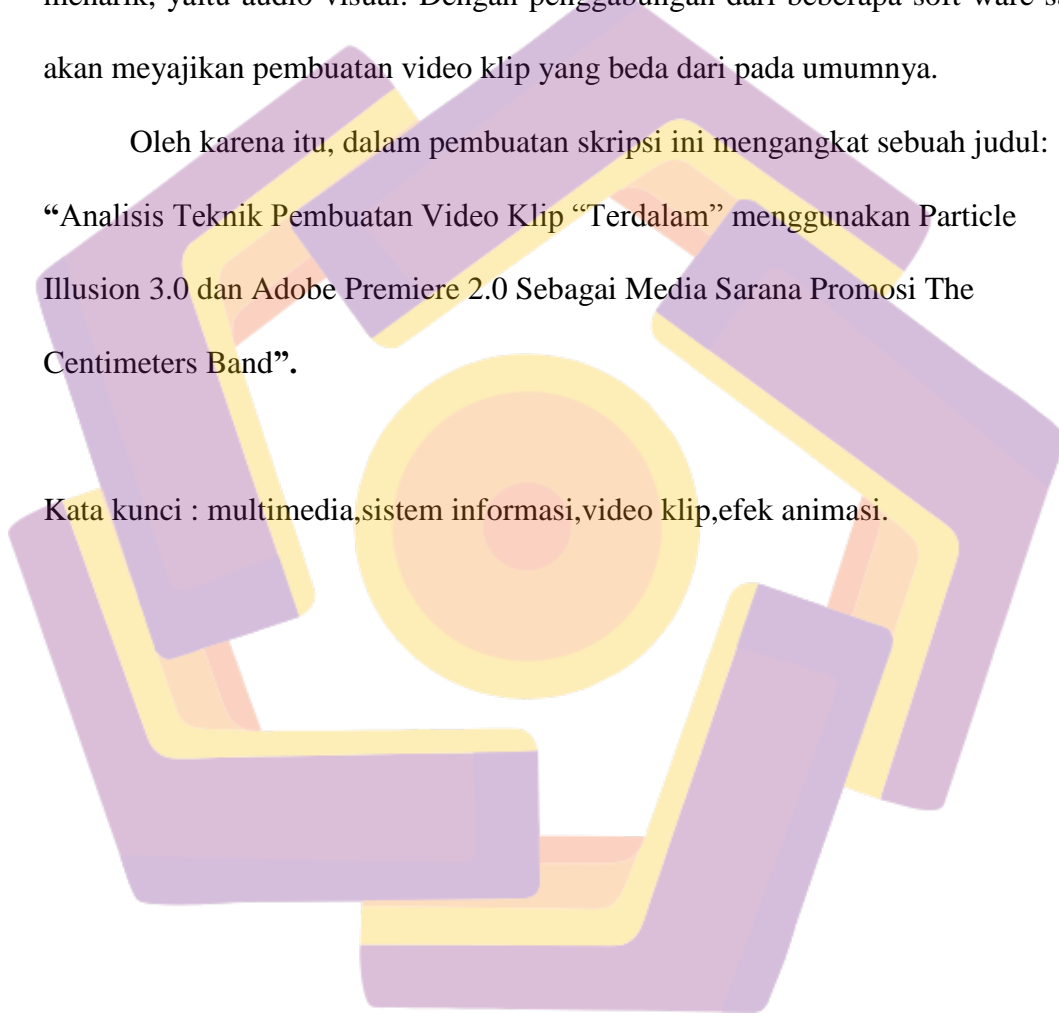 menarik, yaitu audio visual. Dengan penggabungan dari beberapa soft ware
akan meyajikan pembuatan video klip yang beda dari pada umumnya.
Oleh karena itu, dalam pembuatan skripsi ini mengangkat sebuah judul:
“Analisis Teknik Pembuatan Video Klip “Terdalam” menggunakan Particle
Illusion 3.0 dan Adobe Premiere 2.0 Sebagai Media Sarana Promosi The
Centimeters Band”.
Kata kunci : multimedia,sistem informasi,video klip,efek animasi.